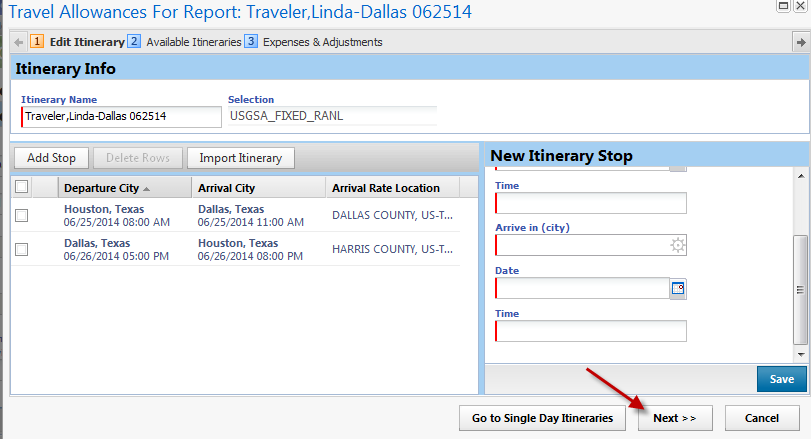 Travel Allowances For Report: Traveler,Linda-Dallas 062514
1 Edit Itinerary 2 Available Itineraries 3 Expenses & Adjustments
Itinerary Info
Itinerary Name Selection
Traveler,Linda-Dallas 062514 USGSA_FIXED_RANL
Add Stop Delete Rows Import Itinerary
Departure City Arrival City Arrival Rate Location
Houston, Texas Dallas, Texas DALLAS COUNTY, US-T...
06/25/2014 08:00 AM 06/25/2014 11:00 AM
Dallas, Texas Houston, Texas HARRIS COUNTY, US-T...
06/26/2014 05:00 PM 06/26/2014 08:00 PM
New Itinerary Stop
Time
Arrive in (city)
Date
Time
Save
Go to Single Day Itineraries Next >> Cancel